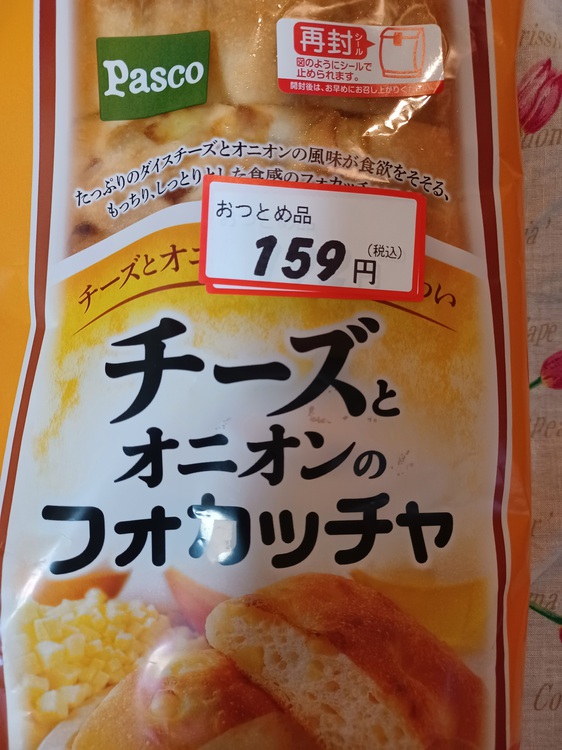 Pasco
再封シール
図のようにシールで
止められます。
開封後は、お早めにお召し上がりくだ
たっぷりのダイスチーズとオニオンの風味が食欲をそそる、
もっちり、しっとりとした食感のフォカッチ
おつとめ品
159円(税込)
チーズとオニ
わい
チーズと
オニオンの
フォカッチャ